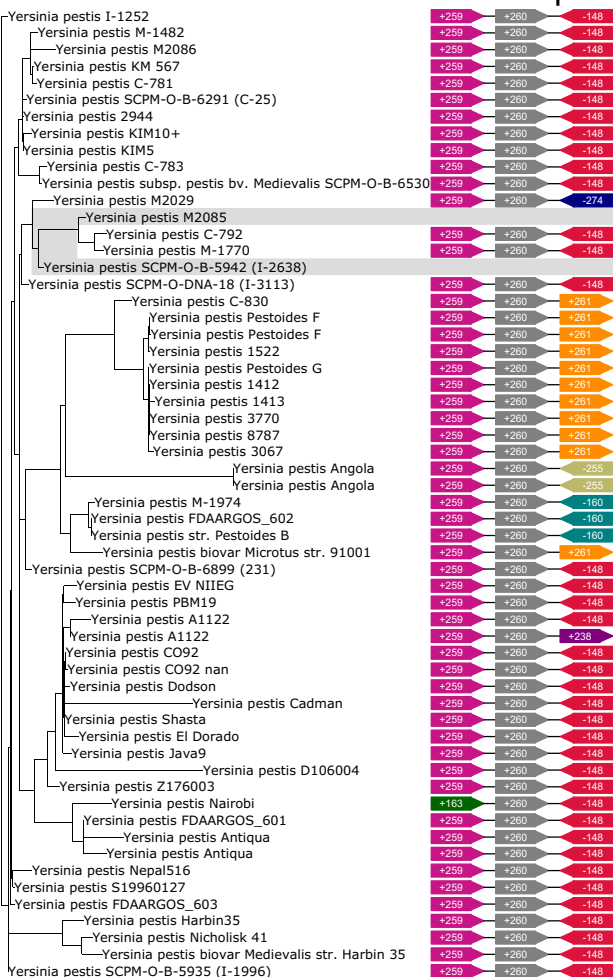 Yersinia pestis I-1252 +259 +260 -148
Yersinia pestis M-1482 +259 +260 -148
Yersinia pestis M2086 +259 +260 -148
Yersinia pestis KM 567 +259 +260 -148
Yersinia pestis C-781 +259 +260 -148
Yersinia pestis SCPM-O-B-6291 (C-25) +259 +260 -148
Yersinia pestis 2944 +259 +260 -148
Yersinia pestis KIM10+ +259 +260 -148
Yersinia pestis KIM5 +259 +260 -148
Yersinia pestis C-783 +259 +260 -148
Yersinia pestis subsp. pestis bv. Medievalis SCPM-O-B-6530 +259 +260 -148
Yersinia pestis M2029 +259 +260 -274
Yersinia pestis M2085
Yersinia pestis C-792 +259 +260 -148
Yersinia pestis M-1770 +259 +260 -148
Yersinia pestis SCPM-O-B-5942 (I-2638)
Yersinia pestis SCPM-O-DNA-18 (I-3113) +259 +260 -148
Yersinia pestis C-830 +259 +260 +261
Yersinia pestis Pestoides F +259 +260 +261
Yersinia pestis Pestoides F +259 +260 +261
Yersinia pestis 1522 +259 +260 +261
Yersinia pestis Pestoides G +259 +260 +261
Yersinia pestis 1412 +259 +260 +261
Yersinia pestis 1413 +259 +260 +261
Yersinia pestis 3770 +259 +260 +261
Yersinia pestis 8787 +259 +260 +261
Yersinia pestis 3067 +259 +260 +261
Yersinia pestis Angola +259 +260 -255
Yersinia pestis Angola +259 +260 -255
Yersinia pestis M-1974 +259 +260 -160
Yersinia pestis FDAARGOS_602 +259 +260 -160
Yersinia pestis str. Pestoides B +259 +260 -160
Yersinia pestis biovar Microtus str. 91001 +259 +260 +261
Yersinia pestis SCPM-O-B-6899 (231) +259 +260 -148
Yersinia pestis EV NIIEG +259 +260 -148
Yersinia pestis PBM19 +259 +260 -148
Yersinia pestis A1122 +259 +260 -148
Yersinia pestis A1122 +259 +260 +238
Yersinia pestis CO92 +259 +260 -148
Yersinia pestis CO92 nan +259 +260 -148
Yersinia pestis Dodson +259 +260 -148
Yersinia pestis Cadman +259 +260 -148
Yersinia pestis Shasta +259 +260 -148
Yersinia pestis El Dorado +259 +260 -148
Yersinia pestis Java9 +259 +260 -148
Yersinia pestis D106004 +259 +260 -148
Yersinia pestis Z176003 +259 +260 -148
Yersinia pestis Nairobi +163 +260 -148
Yersinia pestis FDAARGOS_601 +259 +260 -148
Yersinia pestis Antiqua +259 +260 -148
Yersinia pestis Antiqua +259 +260 -148
Yersinia pestis Nepal516 +259 +260 -148
Yersinia pestis S19960127 +259 +260 -148
Yersinia pestis FDAARGOS_603 +259 +260 -148
Yersinia pestis Harbin35 +259 +260 -148
Yersinia pestis Nicholisk 41 +259 +260 -148
Yersinia pestis biovar Medievalis str. Harbin 35 +259 +260 -148
Yersinia pestis SCPM-O-B-5935 (I-1996) +259 +260 -148